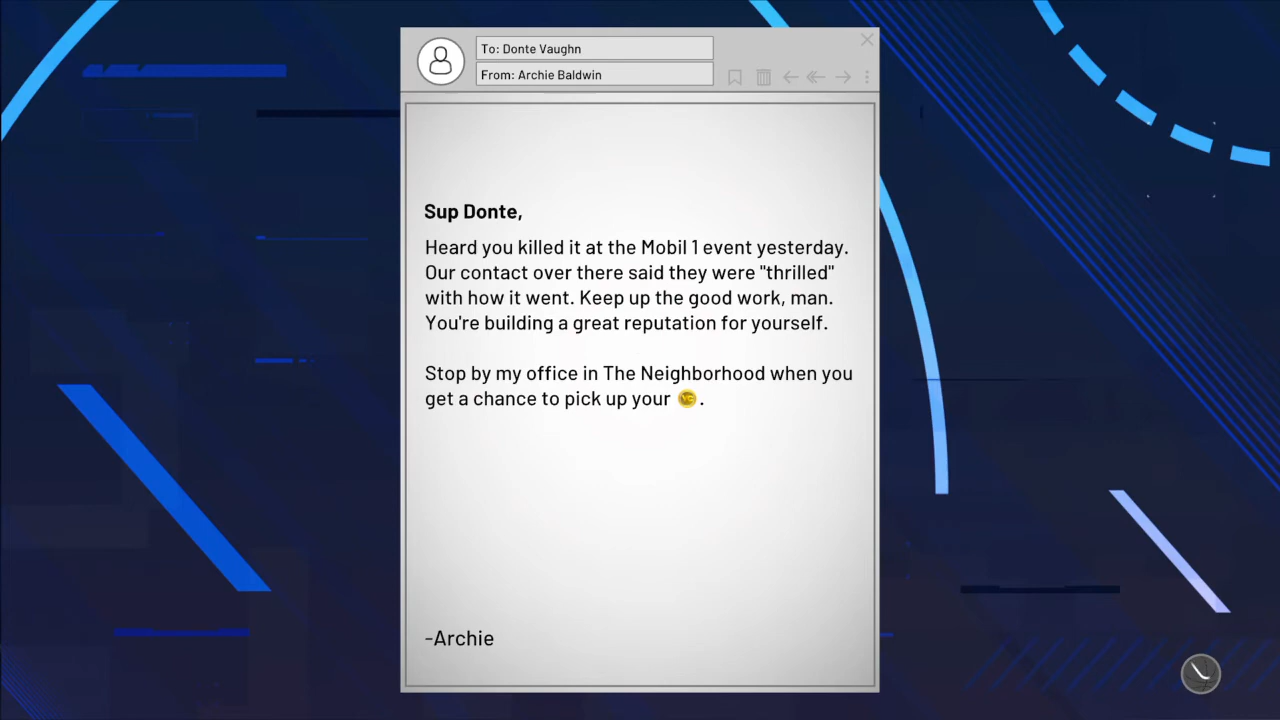 To: Donte Vaughn
From: Archie Baldwin
Sup Donte,
Heard you killed it at the Mobil 1 event yesterday.
Our contact over there said they were "thrilled"
with how it went. Keep up the good work, man.
You're building a great reputation for yourself.
Stop by my office in The Neighborhood when you
get a chance to pick up your VC.
-Archie